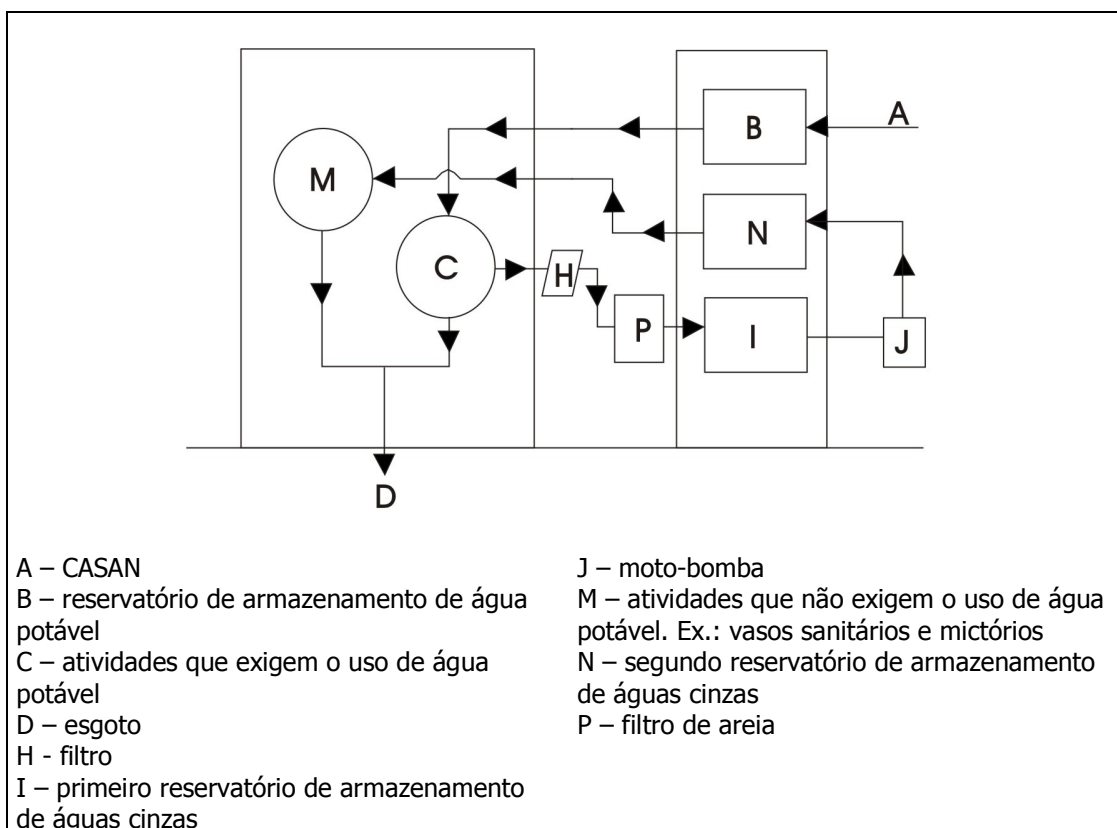 A
B
M
N
C
H
P
I
J
D
A – CASAN
B – reservatório de armazenamento de água
potável
C – atividades que exigem o uso de água
potável
D – esgoto
H - filtro
I – primeiro reservatório de armazenamento
de águas cinzas
J – moto-bomba
M – atividades que não exigem o uso de água
potável. Ex.: vasos sanitários e mictórios
N – segundo reservatório de armazenamento
de águas cinzas
P – filtro de areia